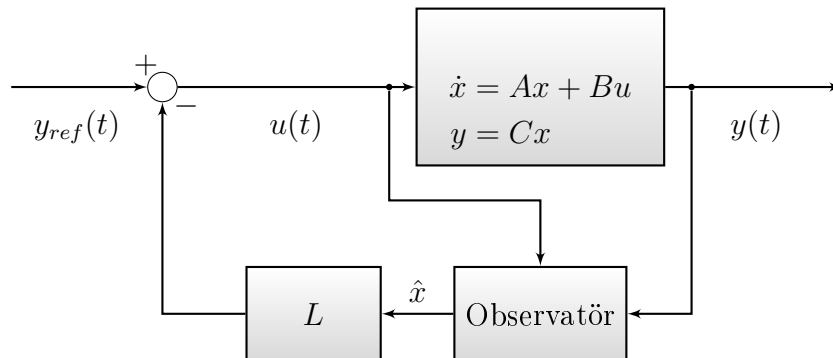 +
−
y_{ref}(t)
u(t)
ẋ = Ax + Bu
y = Cx
y(t)
L
x̂
Observatör